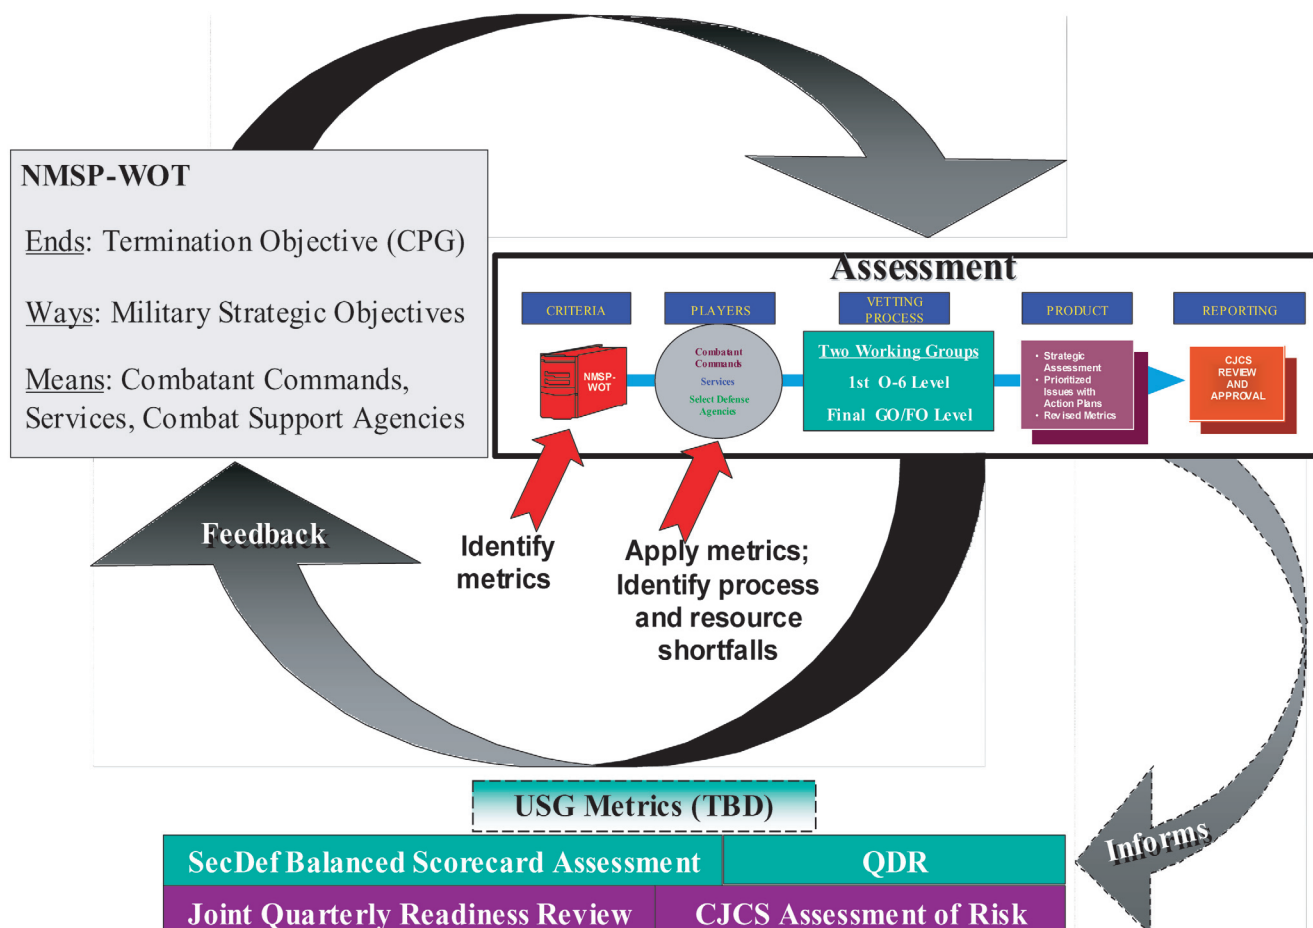 NMSP-WOT
Ends: Termination Objective (CPG)
Ways: Military Strategic Objectives
Means: Combatant Commands,
Services, Combat Support Agencies
Assessment
CRITERIA
PLAYERS
VETTING
PROCESS
PRODUCT
REPORTING
NMSP-
WOT
Combatant
Commands
Services
Select Defense
Agencies
Two Working Groups
1st O-6 Level
Final GO/FO Level
• Strategic
Assessment
• Prioritized
Issues with
Action Plans
• Revised Metrics
CJCS
REVIEW
AND
APPROVAL
Feedback
Identify
metrics
Apply metrics;
Identify process
and resource
shortfalls
Informs
USG Metrics (TBD)
SecDef Balanced Scorecard Assessment
QDR
Joint Quarterly Readiness Review
CJCS Assessment of Risk